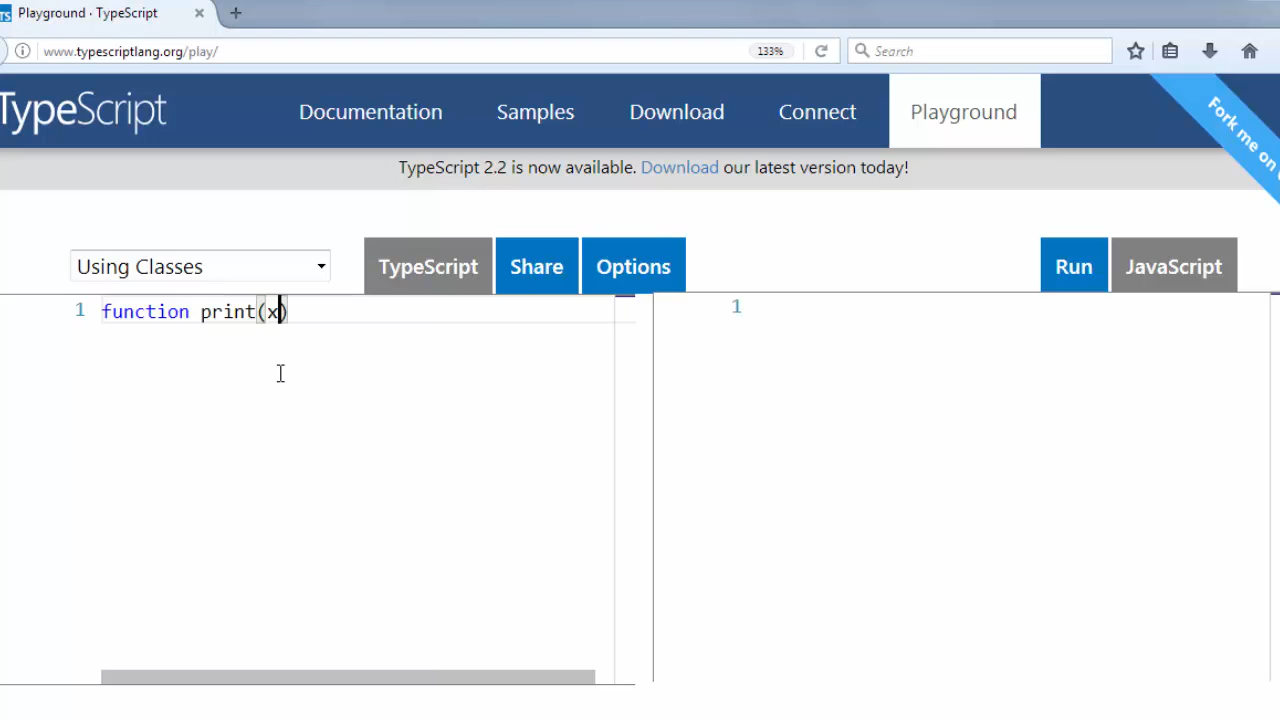 TS Playground · TypeScript × +
www.typescriptlang.org/play/ 133% Search
TypeScript Documentation Samples Download Connect Playground
Fork me on
TypeScript 2.2 is now available. Download our latest version today!
Using Classes TypeScript Share Options Run JavaScript
1 function print(x) 1